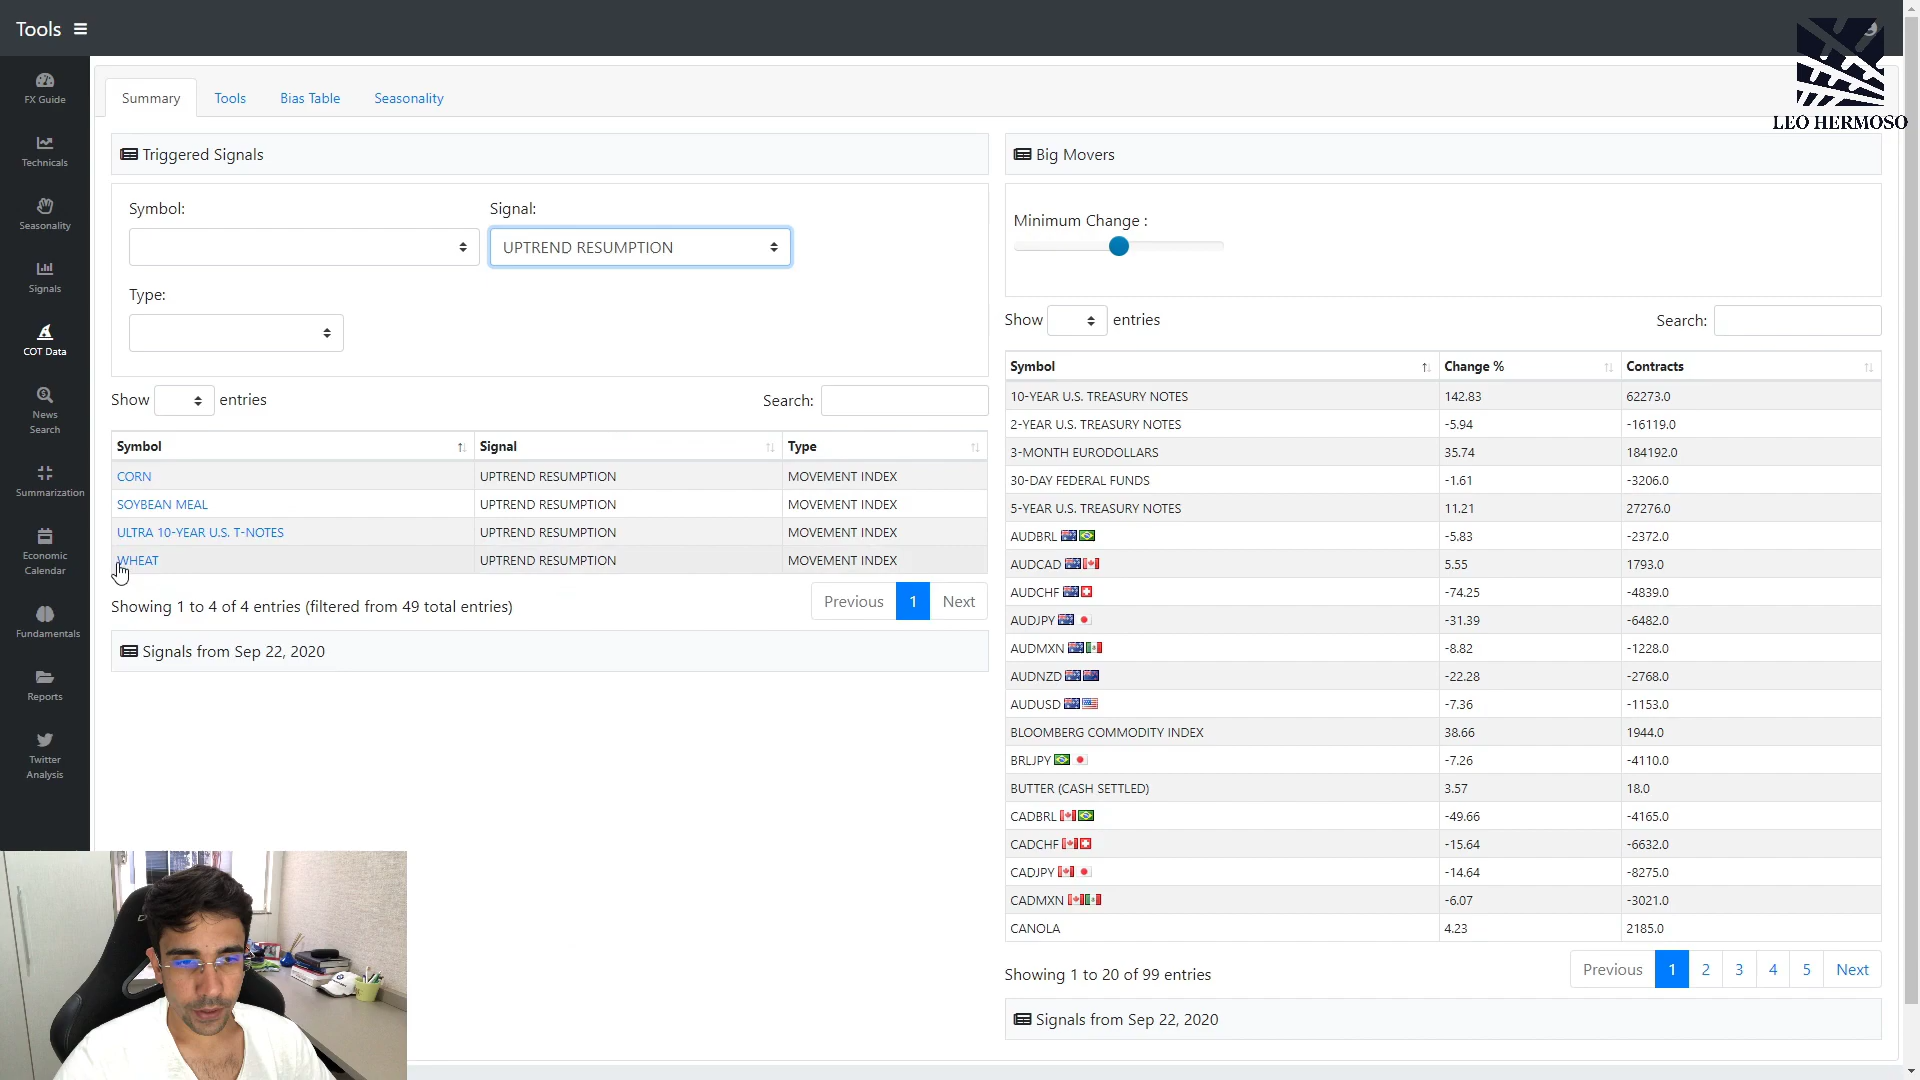 Tools
FX Guide
Technicals
Seasonality
Signals
COT Data
News
Search
Summarization
Economic
Calendar
Fundamentals
Reports
Twitter
Analysis
LEO HERMOSO
Summary Tools Bias Table Seasonality
Triggered Signals
Symbol: Signal:
UPTREND RESUMPTION
Type:
Show entries Search:
Symbol Signal Type
CORN UPTREND RESUMPTION MOVEMENT INDEX
SOYBEAN MEAL UPTREND RESUMPTION MOVEMENT INDEX
ULTRA 10-YEAR U.S. T-NOTES UPTREND RESUMPTION MOVEMENT INDEX
WHEAT UPTREND RESUMPTION MOVEMENT INDEX
Showing 1 to 4 of 4 entries (filtered from 49 total entries) Previous 1 Next
Signals from Sep 22, 2020
Big Movers
Minimum Change :
Show entries Search:
Symbol Change % Contracts
10-YEAR U.S. TREASURY NOTES 142.83 62273.0
2-YEAR U.S. TREASURY NOTES -5.94 -16119.0
3-MONTH EURODOLLARS 35.74 184192.0
30-DAY FEDERAL FUNDS -1.61 -3206.0
5-YEAR U.S. TREASURY NOTES 11.21 27276.0
AUDBRL -5.83 -2372.0
AUDCAD 5.55 1793.0
AUDCHF -74.25 -4839.0
AUDJPY -31.39 -6482.0
AUDMXN -8.82 -1228.0
AUDNZD -22.28 -2768.0
AUDUSD -7.36 -1153.0
BLOOMBERG COMMODITY INDEX 38.66 1944.0
BRLJPY -7.26 -4110.0
BUTTER (CASH SETTLED) 3.57 18.0
CADBRL -49.66 -4165.0
CADCHF -15.64 -6632.0
CADJPY -14.64 -8275.0
CADMXN -6.07 -3021.0
CANOLA 4.23 2185.0
Showing 1 to 20 of 99 entries Previous 1 2 3 4 5 Next
Signals from Sep 22, 2020